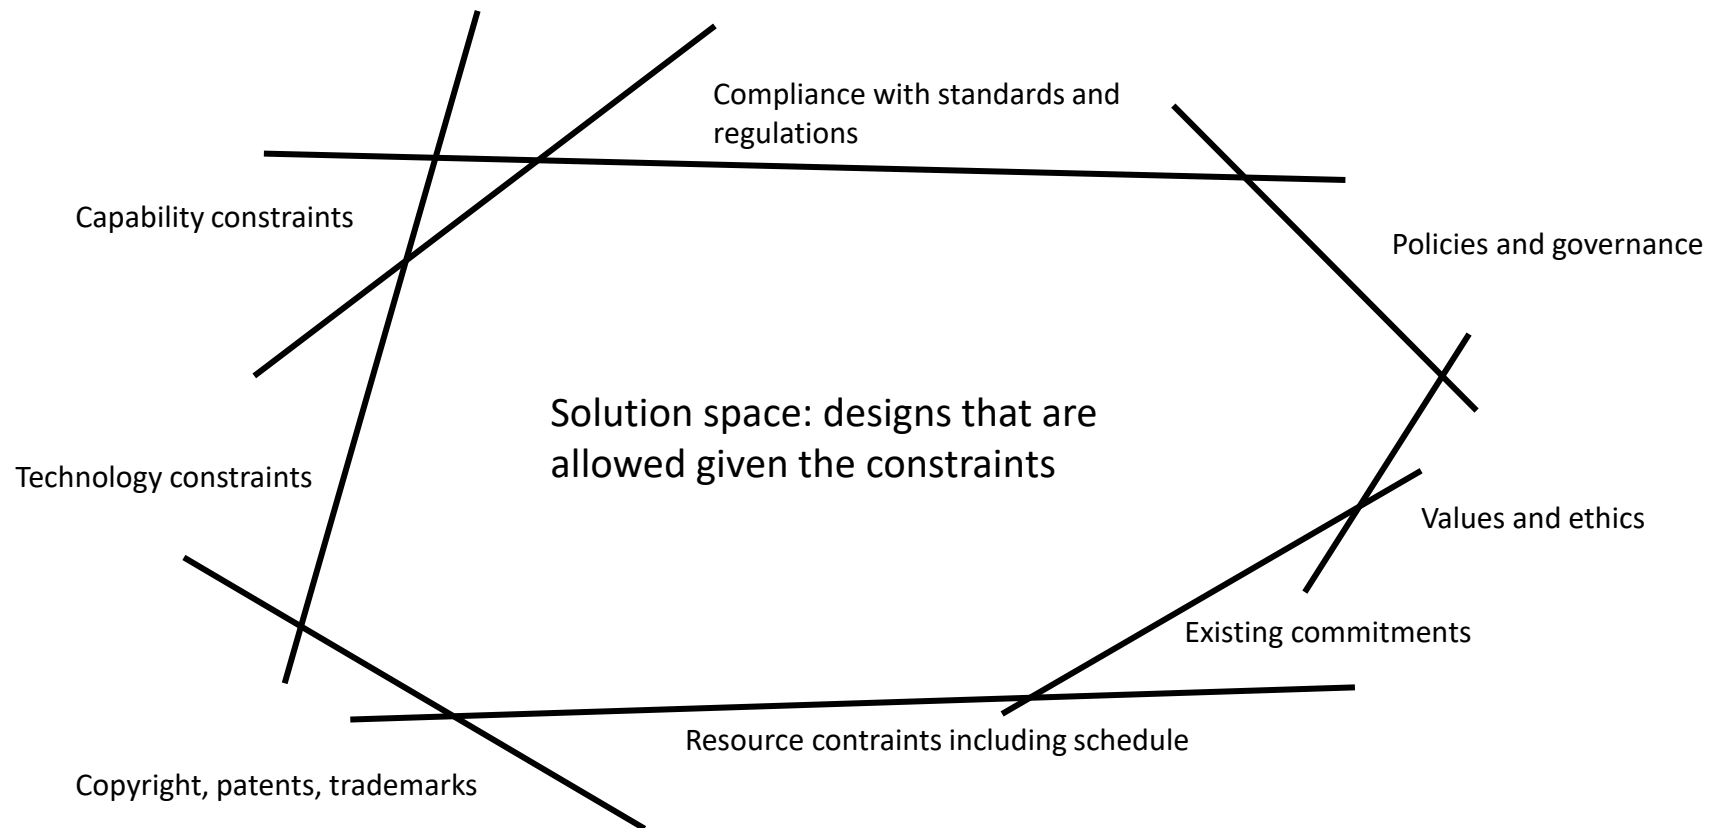 Compliance with standards and
regulations
Capability constraints
Policies and governance
Solution space: designs that are
allowed given the constraints
Technology constraints
Values and ethics
Existing commitments
Resource contraints including schedule
Copyright, patents, trademarks